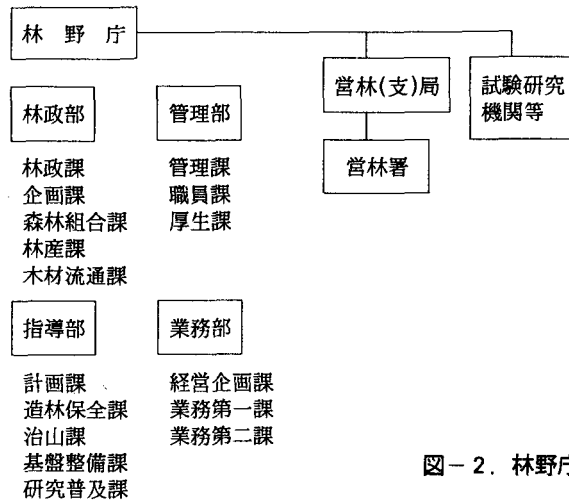 林野庁
営林(支)局
試験研究
機関等
営林署
林政部
管理部
林政課
企画課
森林組合課
林産課
木材流通課
管理課
職員課
厚生課
指導部
業務部
計画課
造林保全課
治山課
基盤整備課
研究普及課
経営企画課
業務第一課
業務第二課
図－2．林野庁